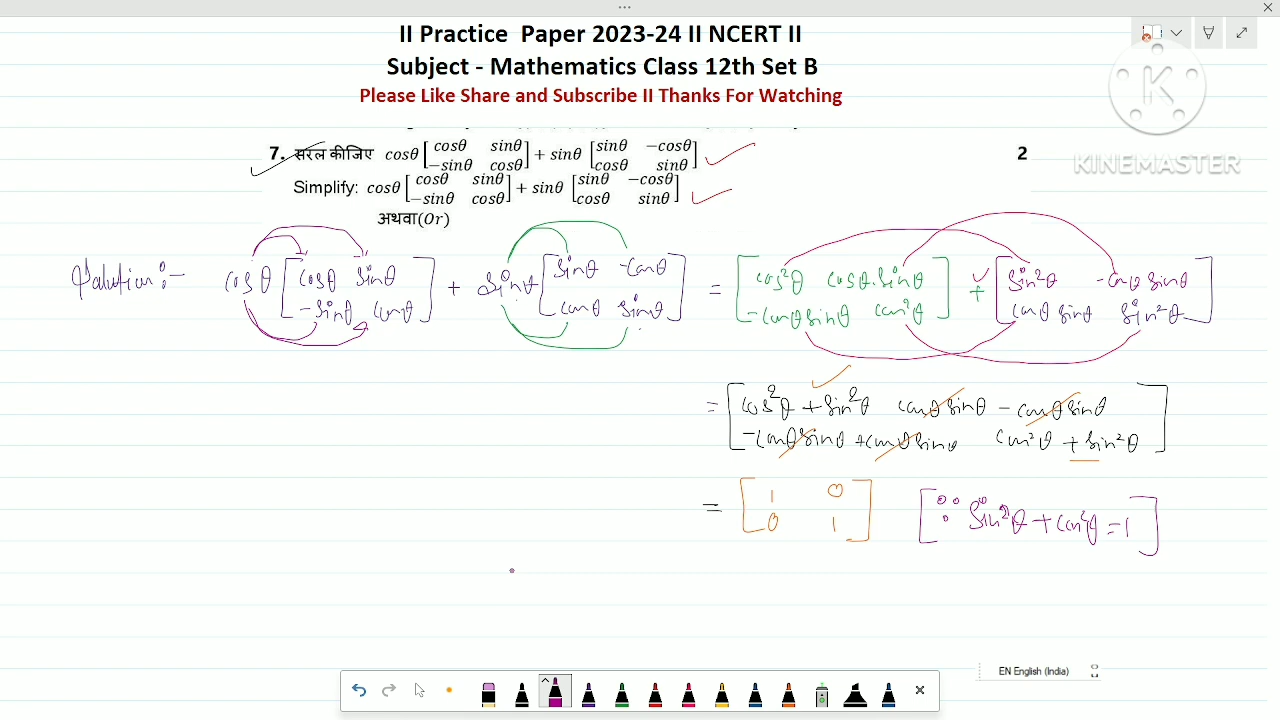 II Practice Paper 2023-24 II NCERT II
Subject - Mathematics Class 12th Set B
Please Like Share and Subscribe II Thanks For Watching
K
KINEMASTER
7. सरल कीजिए cosθ [cosθ sinθ -sinθ cosθ] + sinθ [sinθ -cosθ cosθ sinθ] 2
Simplify: cosθ [cosθ sinθ -sinθ cosθ] + sinθ [sinθ -cosθ cosθ sinθ]
अथवा(Or)
Solution:- cosθ [cosθ sinθ -sinθ cosθ] + sinθ [sinθ -cosθ cosθ sinθ] = [cos²θ cosθ.sinθ -cosθ sinθ cos²θ] + [sin²θ -cosθ sinθ cosθ sinθ sin²θ]
= [cos²θ + sin²θ cosθ sinθ - cosθ sinθ -cosθ sinθ + cosθ sinθ cos²θ + sin²θ]
= [1 0 0 1] [∵ sin²θ + cos²θ = 1]
EN English (India)